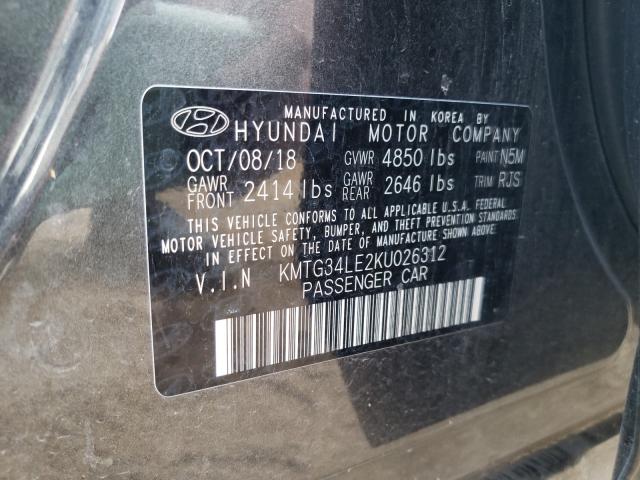 MANUFACTURED IN KOREA BY
HYUNDAI MOTOR COMPANY
OCT/08/18 GVWR 4850 lbs PAINT N5M
GAWR FRONT 2414 lbs GAWR REAR 2646 lbs TRIM RJS
THIS VEHICLE CONFORMS TO ALL APPLICABLE U.S.A. FEDERAL
MOTOR VEHICLE SAFETY, BUMPER, AND THEFT PREVENTION STANDARDS
IN EFFECT ON THE DATE OF MANUFACTURE SHOWN ABOVE.
V.I.N KMTG34LE2KU026312
PASSENGER CAR